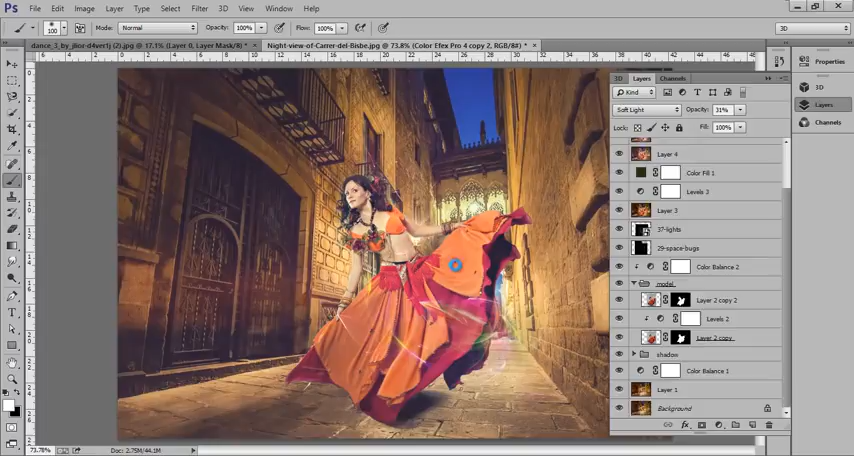 Ps File Edit Image Layer Type Select Filter 3D View Window Help
100 Mode: Normal Opacity: 100% Flow: 100% 3D
dance_3_by_jlior-d4ver1j (2).jpg @ 17.1% (Layer 0, Layer Mask/8) * × Night-view-of-Carrer-del-Bisbe.jpg @ 73.8% (Color Efex Pro 4 copy 2, RGB/8#) * ×
3D Layers Channels
Kind
Soft Light Opacity: 31%
Lock: Fill: 100%
Layer 4
Color Fill 1
Levels 3
Layer 3
37-lights
29-space-bugs
Color Balance 2
model
Layer 2 copy 2
Levels 2
Layer 2 copy
shadow
Color Balance 1
Layer 1
Background
fx
Properties
3D
Layers
Channels
73.78% Doc: 2.75M/44.1M